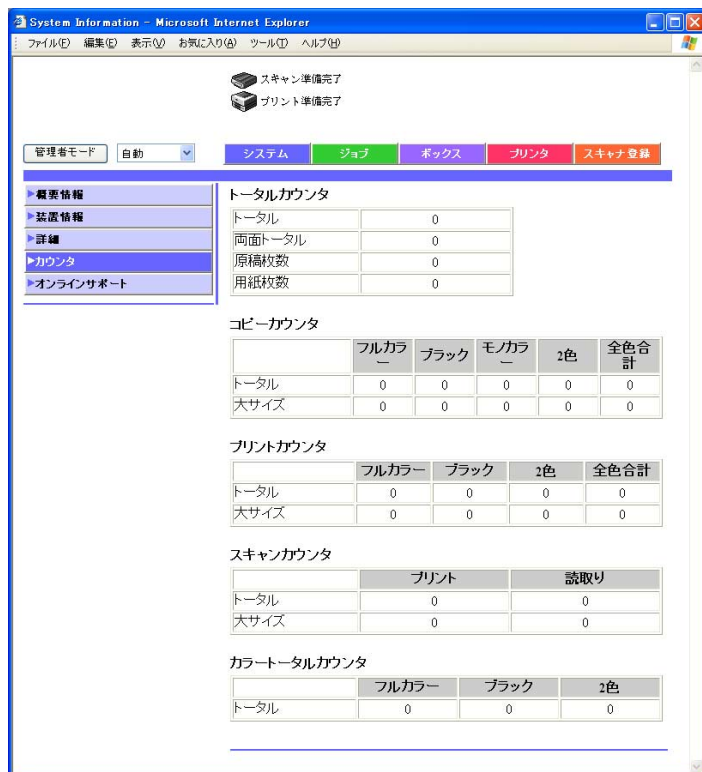 System Information - Microsoft Internet Explorer
ファイル(F) 編集(E) 表示(V) お気に入り(A) ツール(T) ヘルプ(H)
スキャン準備完了
プリント準備完了
管理者モード 自動 システム ジョブ ボックス プリンタ スキャナ登録
概要情報
装置情報
詳細
カウンタ
オンラインサポート
トータルカウンタ
トータル 0
両面トータル 0
原稿枚数 0
用紙枚数 0
コピーカウンタ
フルカラー ブラック モノカラー 2色 全色合計
トータル 0 0 0 0 0
大サイズ 0 0 0 0 0
プリントカウンタ
フルカラー ブラック 2色 全色合計
トータル 0 0 0 0
大サイズ 0 0 0 0
スキャンカウンタ
プリント 読取り
トータル 0 0
大サイズ 0 0
カラートータルカウンタ
フルカラー ブラック 2色
トータル 0 0 0